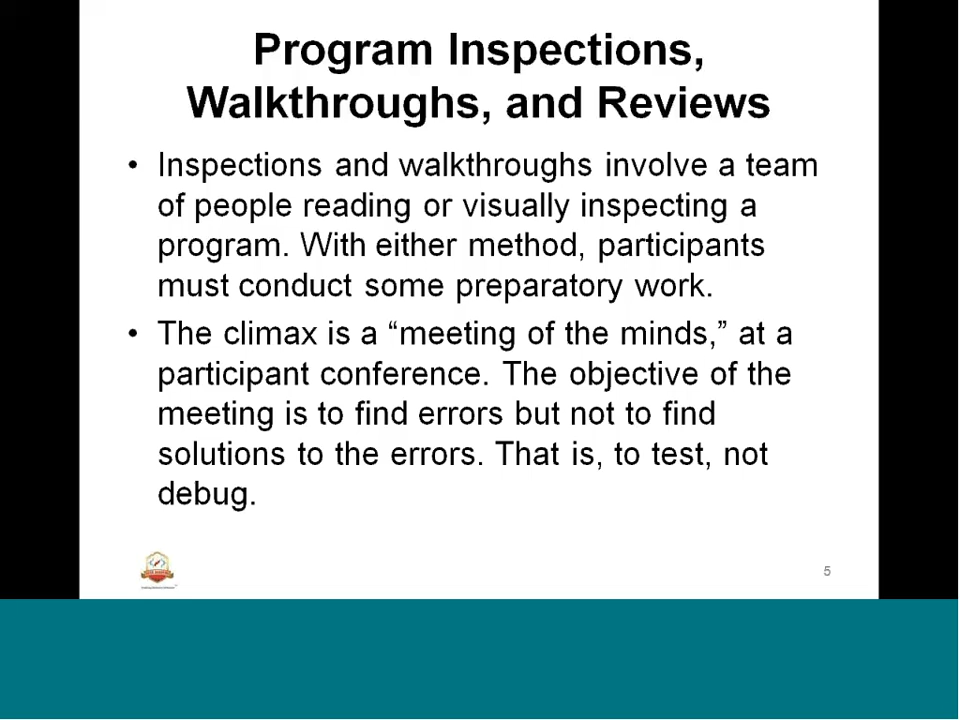 Program Inspections,
Walkthroughs, and Reviews
• Inspections and walkthroughs involve a team
of people reading or visually inspecting a
program. With either method, participants
must conduct some preparatory work.
• The climax is a “meeting of the minds,” at a
participant conference. The objective of the
meeting is to find errors but not to find
solutions to the errors. That is, to test, not
debug.
5